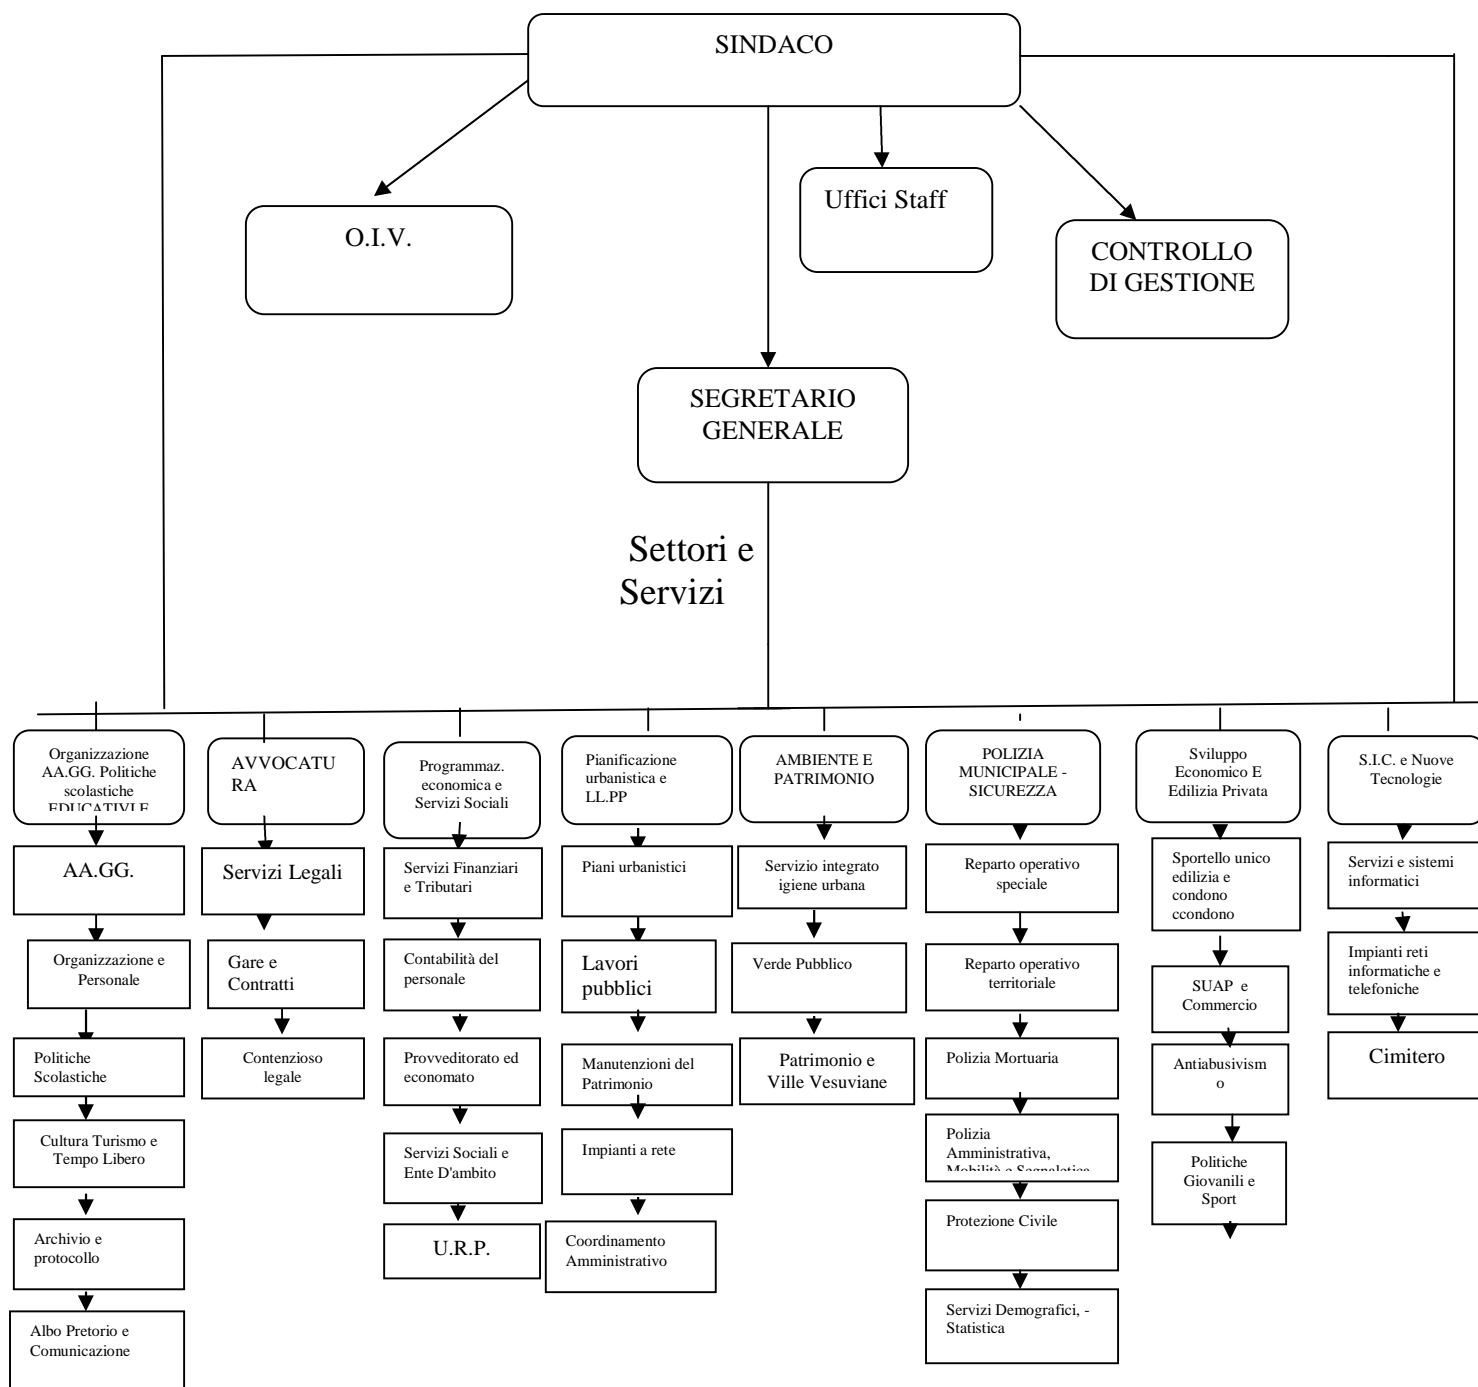 SINDACO
Uffici Staff
O.I.V.
CONTROLLO
DI GESTIONE
SEGRETARIO
GENERALE
Settori e
Servizi
Organizzazione
AA.GG. Politiche
scolastiche
EDUCATIVI E
AVVOCATU
RA
Programmaz.
economica e
Servizi Sociali
Pianificazione
urbanistica e
LL.PP
AMBIENTE E
PATRIMONIO
POLIZIA
MUNICIPALE -
SICUREZZA
Sviluppo
Economico E
Edilizia Privata
S.I.C. e Nuove
Tecnologie
AA.GG.
Organizzazione e
Personale
Politiche
Scolastiche
Cultura Turismo e
Tempo Libero
Archivio e
protocollo
Albo Pretorio e
Comunicazione
Servizi Legali
Gare e
Contratti
Contenzioso
legale
Servizi Finanziari
e Tributari
Contabilità del
personale
Provveditorato ed
economato
Servizi Sociali e
Ente D'ambito
U.R.P.
Piani urbanistici
Lavori
pubblici
Manutenzioni del
Patrimonio
Impianti a rete
Coordinamento
Amministrativo
Servizio integrato
igiene urbana
Verde Pubblico
Patrimonio e
Ville Vesuviane
Reparto operativo
speciale
Reparto operativo
territoriale
Polizia Mortuaria
Polizia
Amministrativa,
Mobilità e Segnaletica
Protezione Civile
Servizi Demografici, -
Statistica
Sportello unico
edilizia e
condono
ccondono
SUAP e
Commercio
Antiabusivism
o
Politiche
Giovanili e
Sport
Servizi e sistemi
informatici
Impianti reti
informatiche e
telefoniche
Cimitero